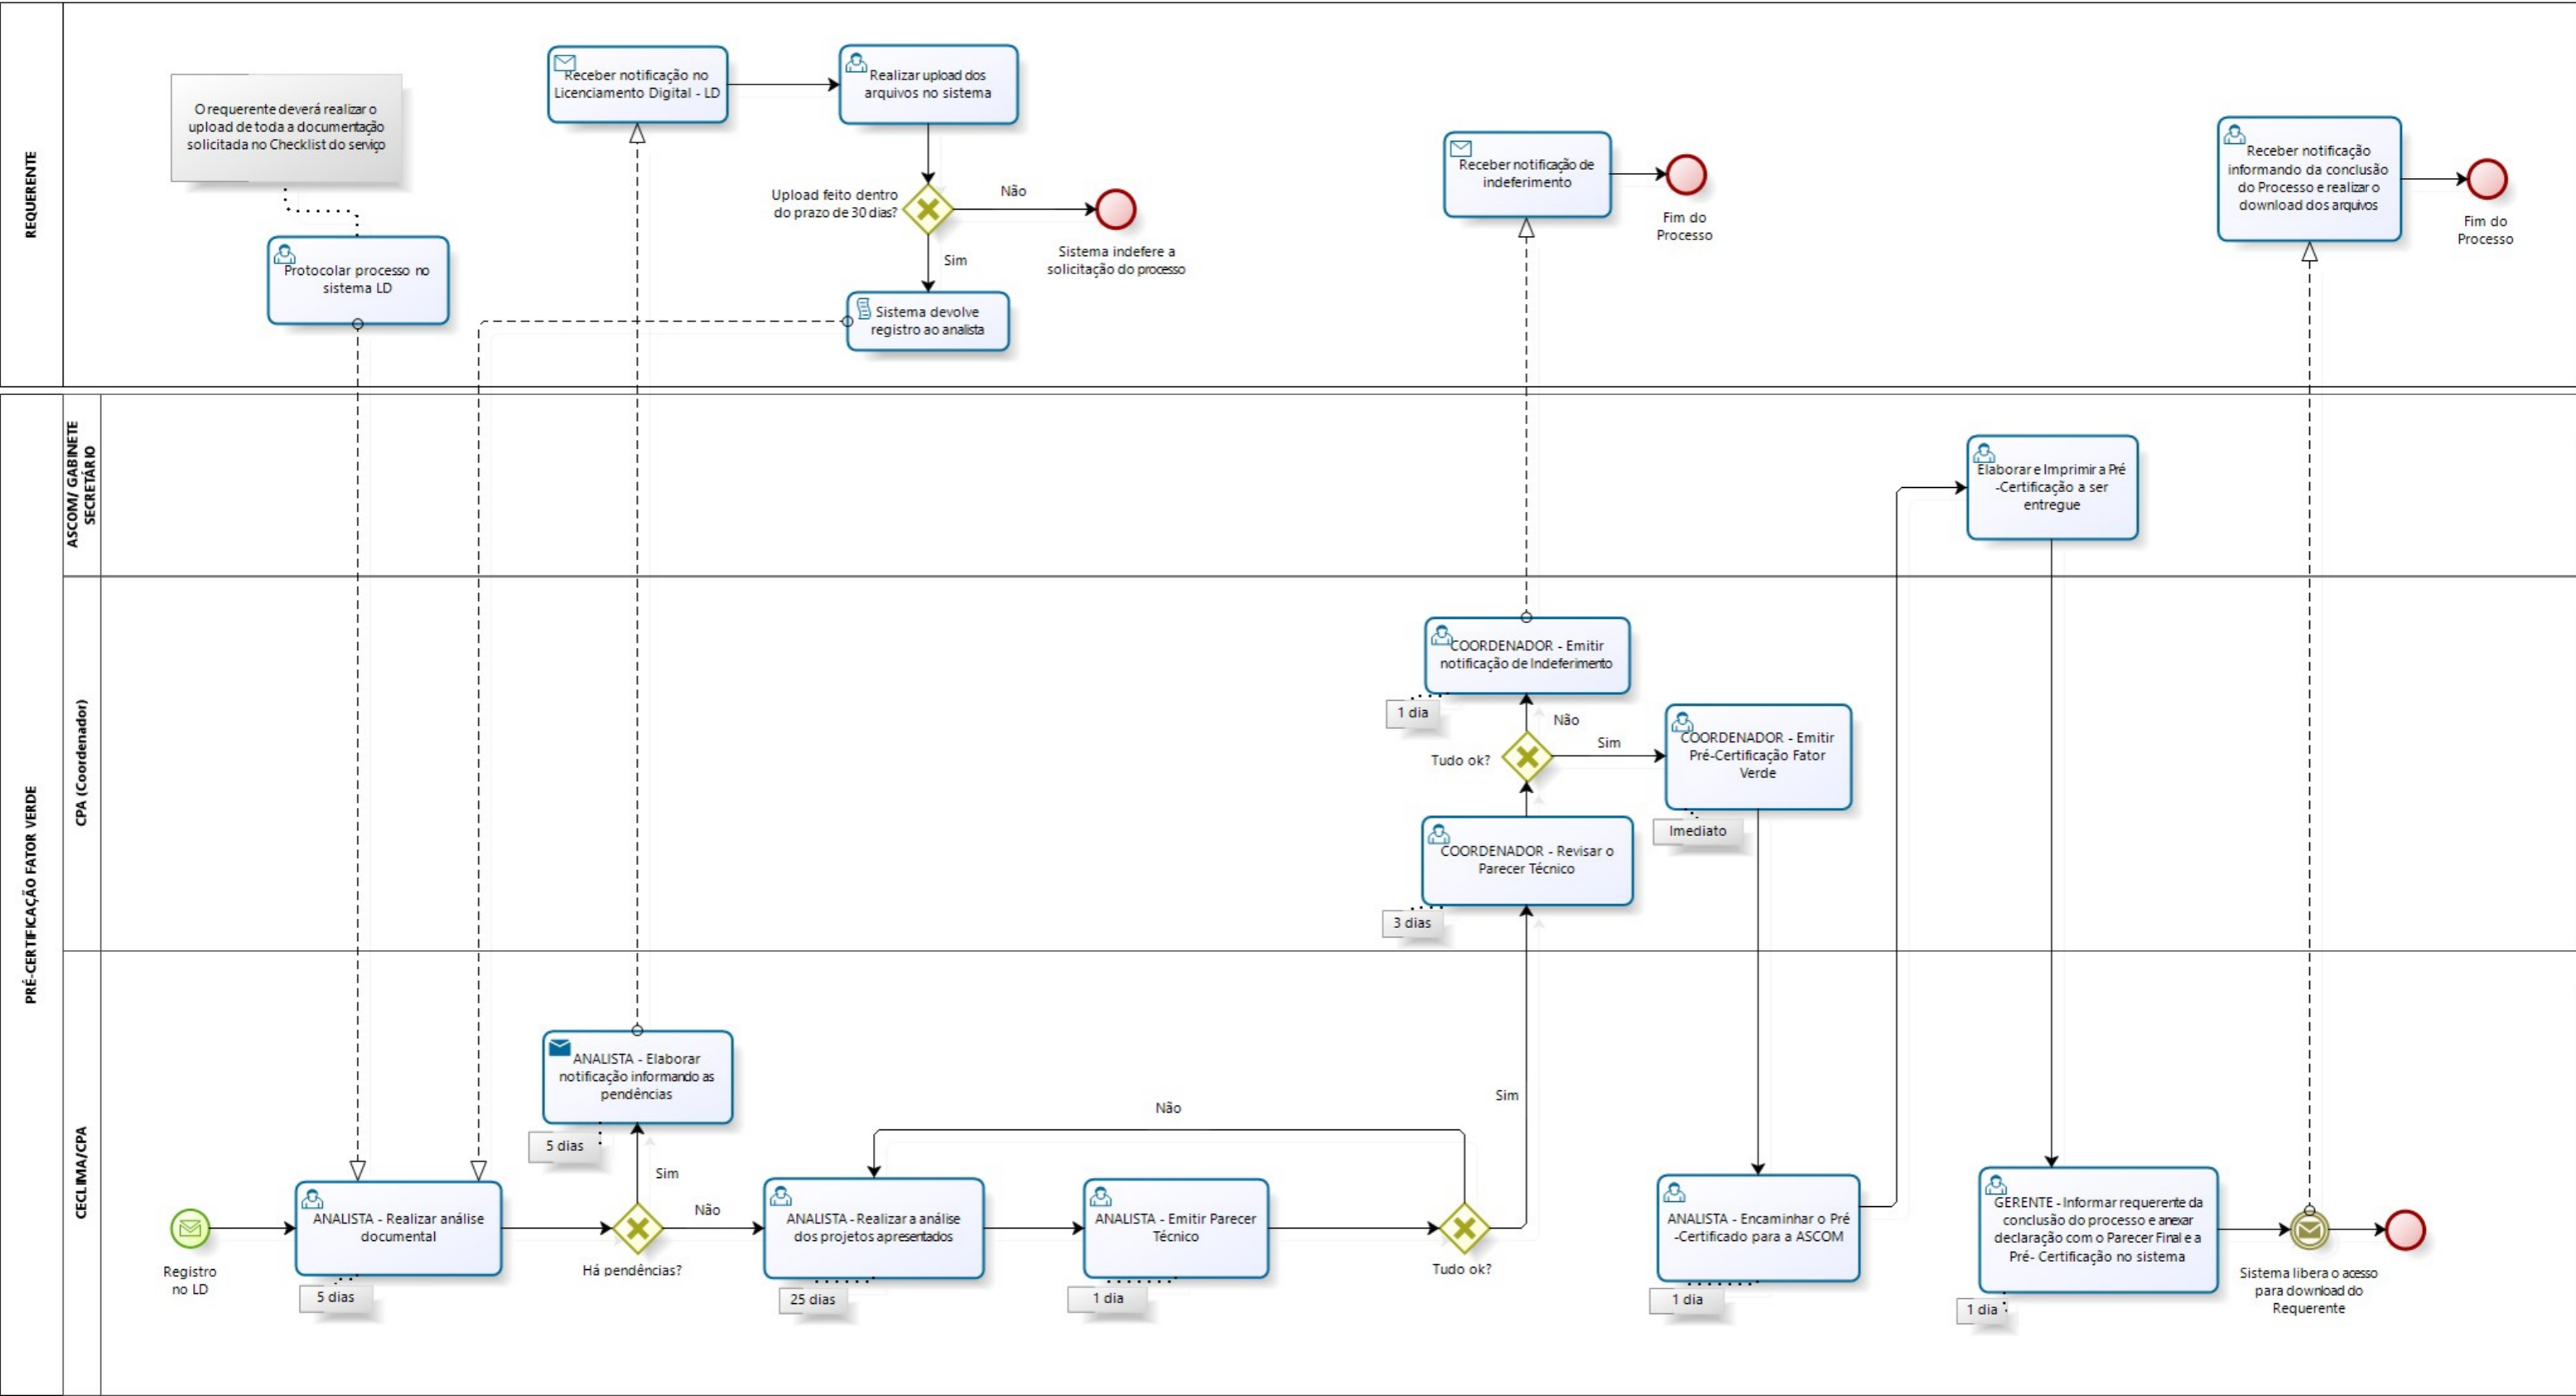 REQUERENTE
O requerente deverá realizar o
upload de toda a documentação
solicitada no Checklist do serviço
Protocolar processo no
sistema LD
Receber notificação no
Licenciamento Digital - LD
Realizar upload dos
arquivos no sistema
Upload feito dentro
do prazo de 30 dias?
Não
Sistema indefere a
solicitação do processo
Sim
Sistema devolve
registro ao analista
Receber notificação de
indeferimento
Fim do
Processo
Receber notificação
informando da conclusão
do Processo e realizar o
download dos arquivos
Fim do
Processo
PRÉ-CERTIFICAÇÃO FATOR VERDE
ASCOM/ GABINETE
SECRETÁRIO
Elaborar e Imprimir a Pré
-Certificação a ser
entregue
CPA (Coordenador)
COORDENADOR - Emitir
notificação de Indeferimento
1 dia
Não
Tudo ok?
Sim
COORDENADOR - Emitir
Pré-Certificação Fator
Verde
Imediato
COORDENADOR - Revisar o
Parecer Técnico
3 dias
CECLIMA/CPA
Registro
no LD
ANALISTA - Realizar análise
documental
5 dias
ANALISTA - Elaborar
notificação informando as
pendências
5 dias
Sim
Há pendências?
Não
ANALISTA - Realizar a análise
dos projetos apresentados
25 dias
ANALISTA - Emitir Parecer
Técnico
1 dia
Não
Tudo ok?
Sim
ANALISTA - Encaminhar o Pré
-Certificado para a ASCOM
1 dia
GERENTE - Informar requerente da
conclusão do processo e anexar
declaração com o Parecer Final e a
Pré- Certificação no sistema
1 dia
Sistema libera o acesso
para download do
Requerente